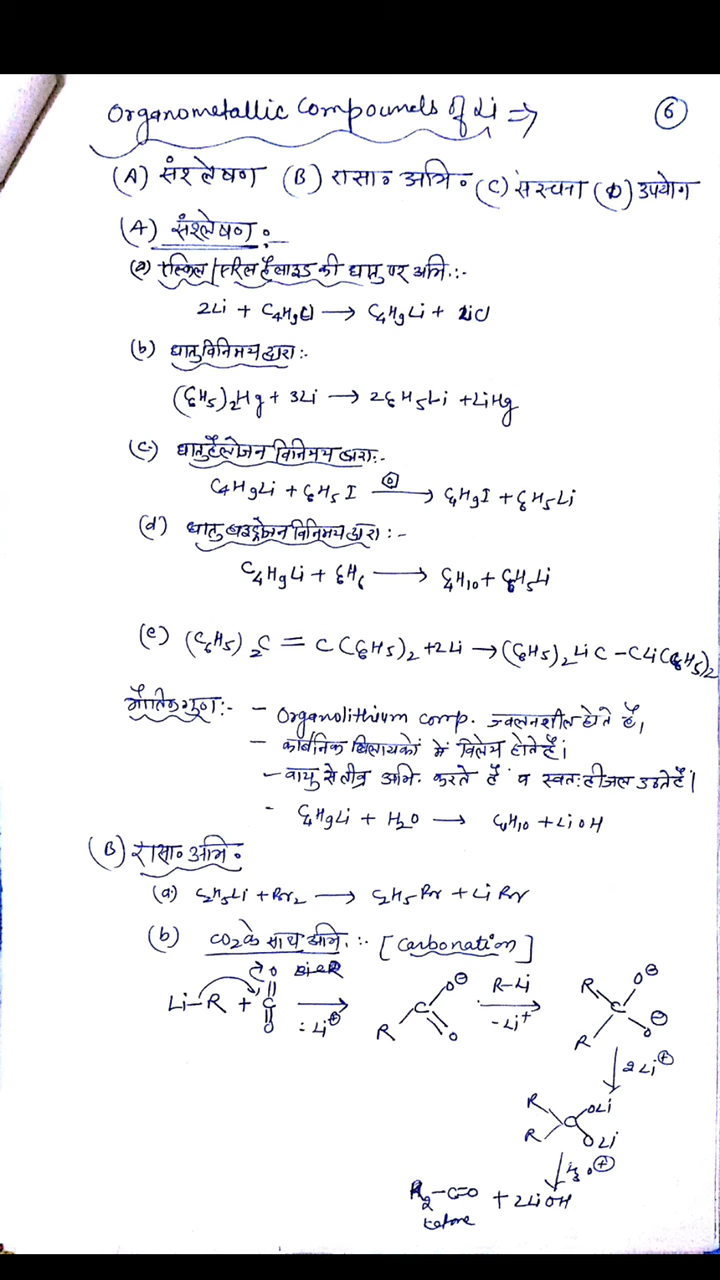 Organometallic Compounds of Li ⇒ (6)
(A) संश्लेषण (B) रासा० अभि० (C) संरचना (D) उपयोग
(A) संश्लेषण :-
(a) एल्किल/एरिल हैलाइड की धातु पर अभि. :-
2Li + C₄H₉Cl → C₄H₉Li + LiCl
(b) धातु विनिमय द्वारा :-
(C₆H₅)₂Hg + 3Li → 2C₆H₅Li + LiHg
(c) धातु हैलोजन विनिमय द्वारा :-
C₄H₉Li + C₆H₅I → C₄H₉I + C₆H₅Li
(d) धातु हाइड्रोजन विनिमय द्वारा :-
C₄H₉Li + C₆H₆ → C₄H₁₀ + C₆H₅Li
(e) (C₆H₅)₂C = C(C₆H₅)₂ + 2Li → (C₆H₅)₂LiC - CLi(C₆H₅)₂
भौतिक गुण :- - Organolithium comp. ज्वलनशील होते हैं।
- कार्बनिक विलायकों में विलेय होते हैं।
- वायु से तीव्र अभि. करते हैं व स्वतः ही जल उठते हैं।
- C₄H₉Li + H₂O → C₄H₁₀ + LiOH
(B) रासा० अभि०
(a) C₂H₅Li + Br₂ → C₂H₅Br + LiBr
(b) CO₂ के साथ अभि. :- [Carbonation]
Li-R + O=C=O → R-C(=O)-O⊖ R-Li → R R C O⊖ O⊖
-Li⊕ -Li⁺
↓ 2Li⊕
R R C OLi OLi
↓ H₃O⊕
R₂-C=O + 2LiOH
ketone